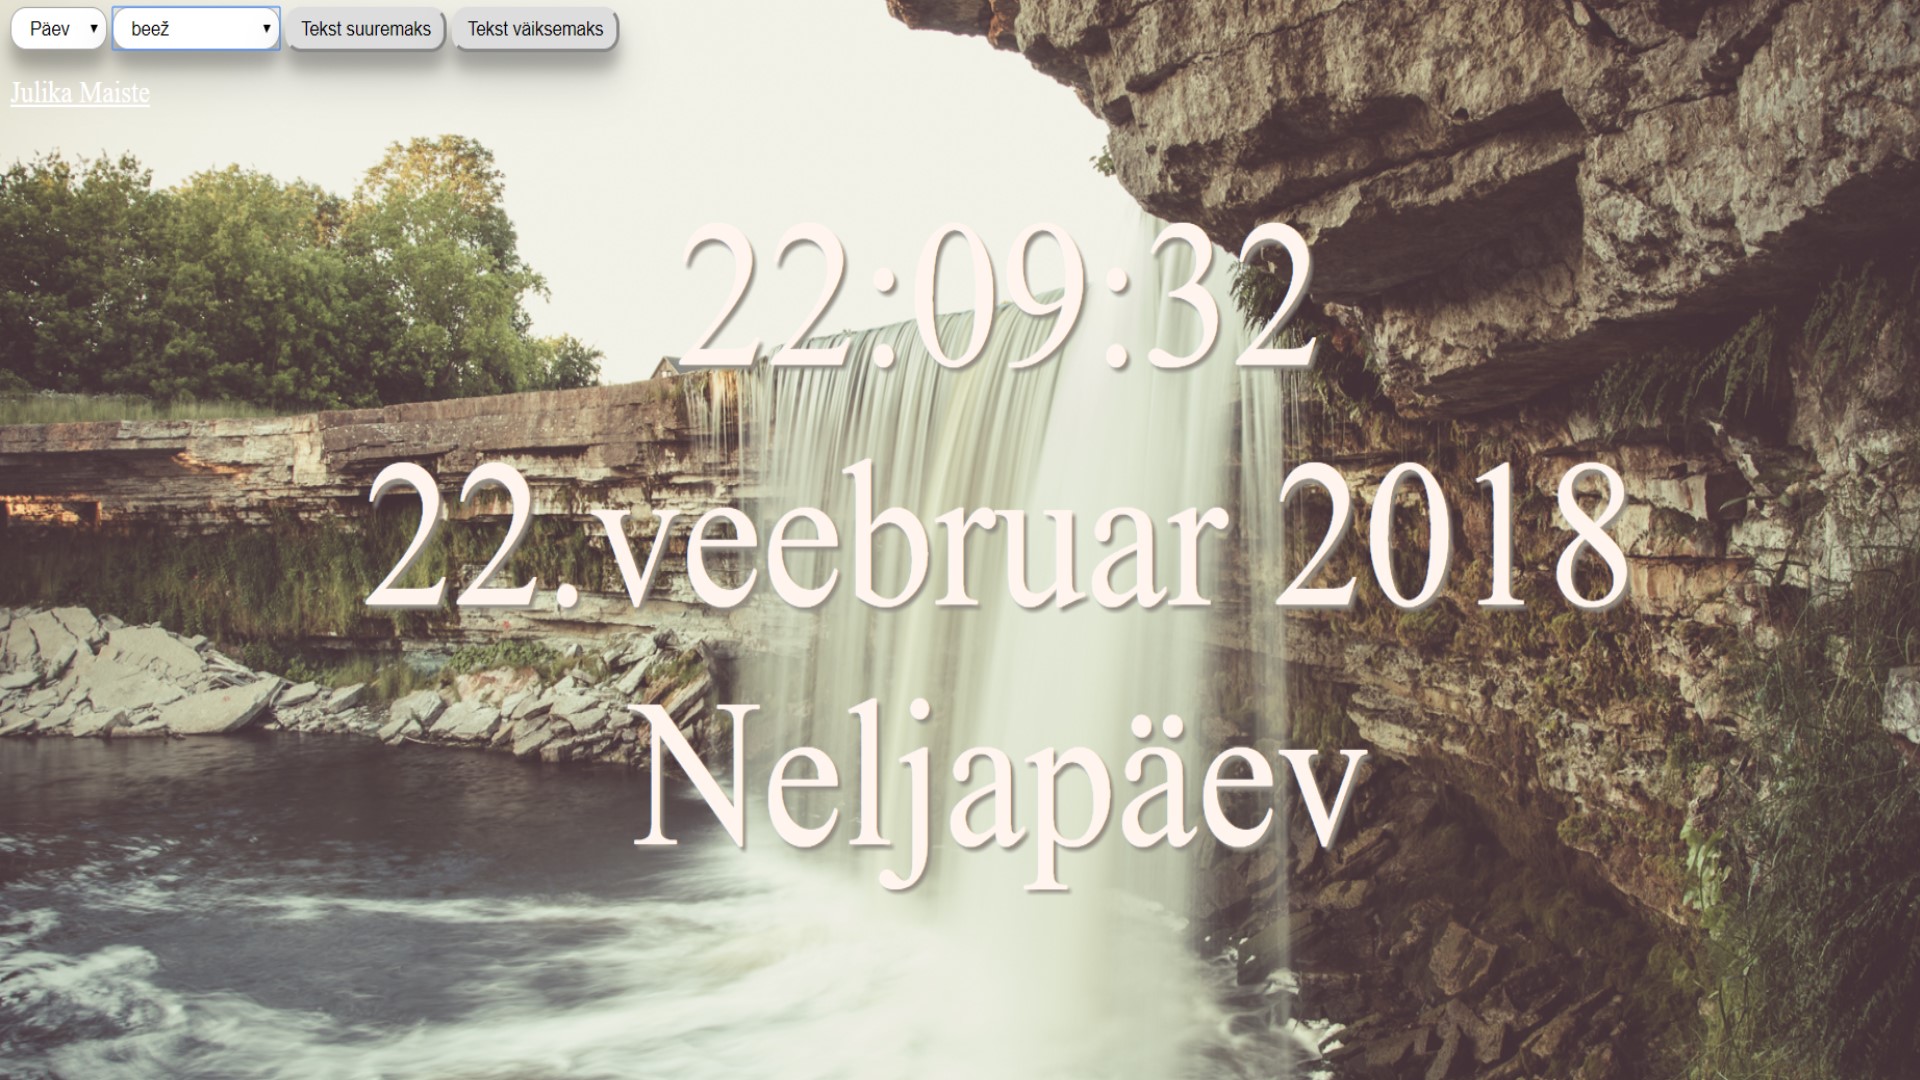 Päev beež Tekst suuremaks Tekst väiksemaks
Julika Maiste
22:09:32
22.veebruar 2018
Neljapäev